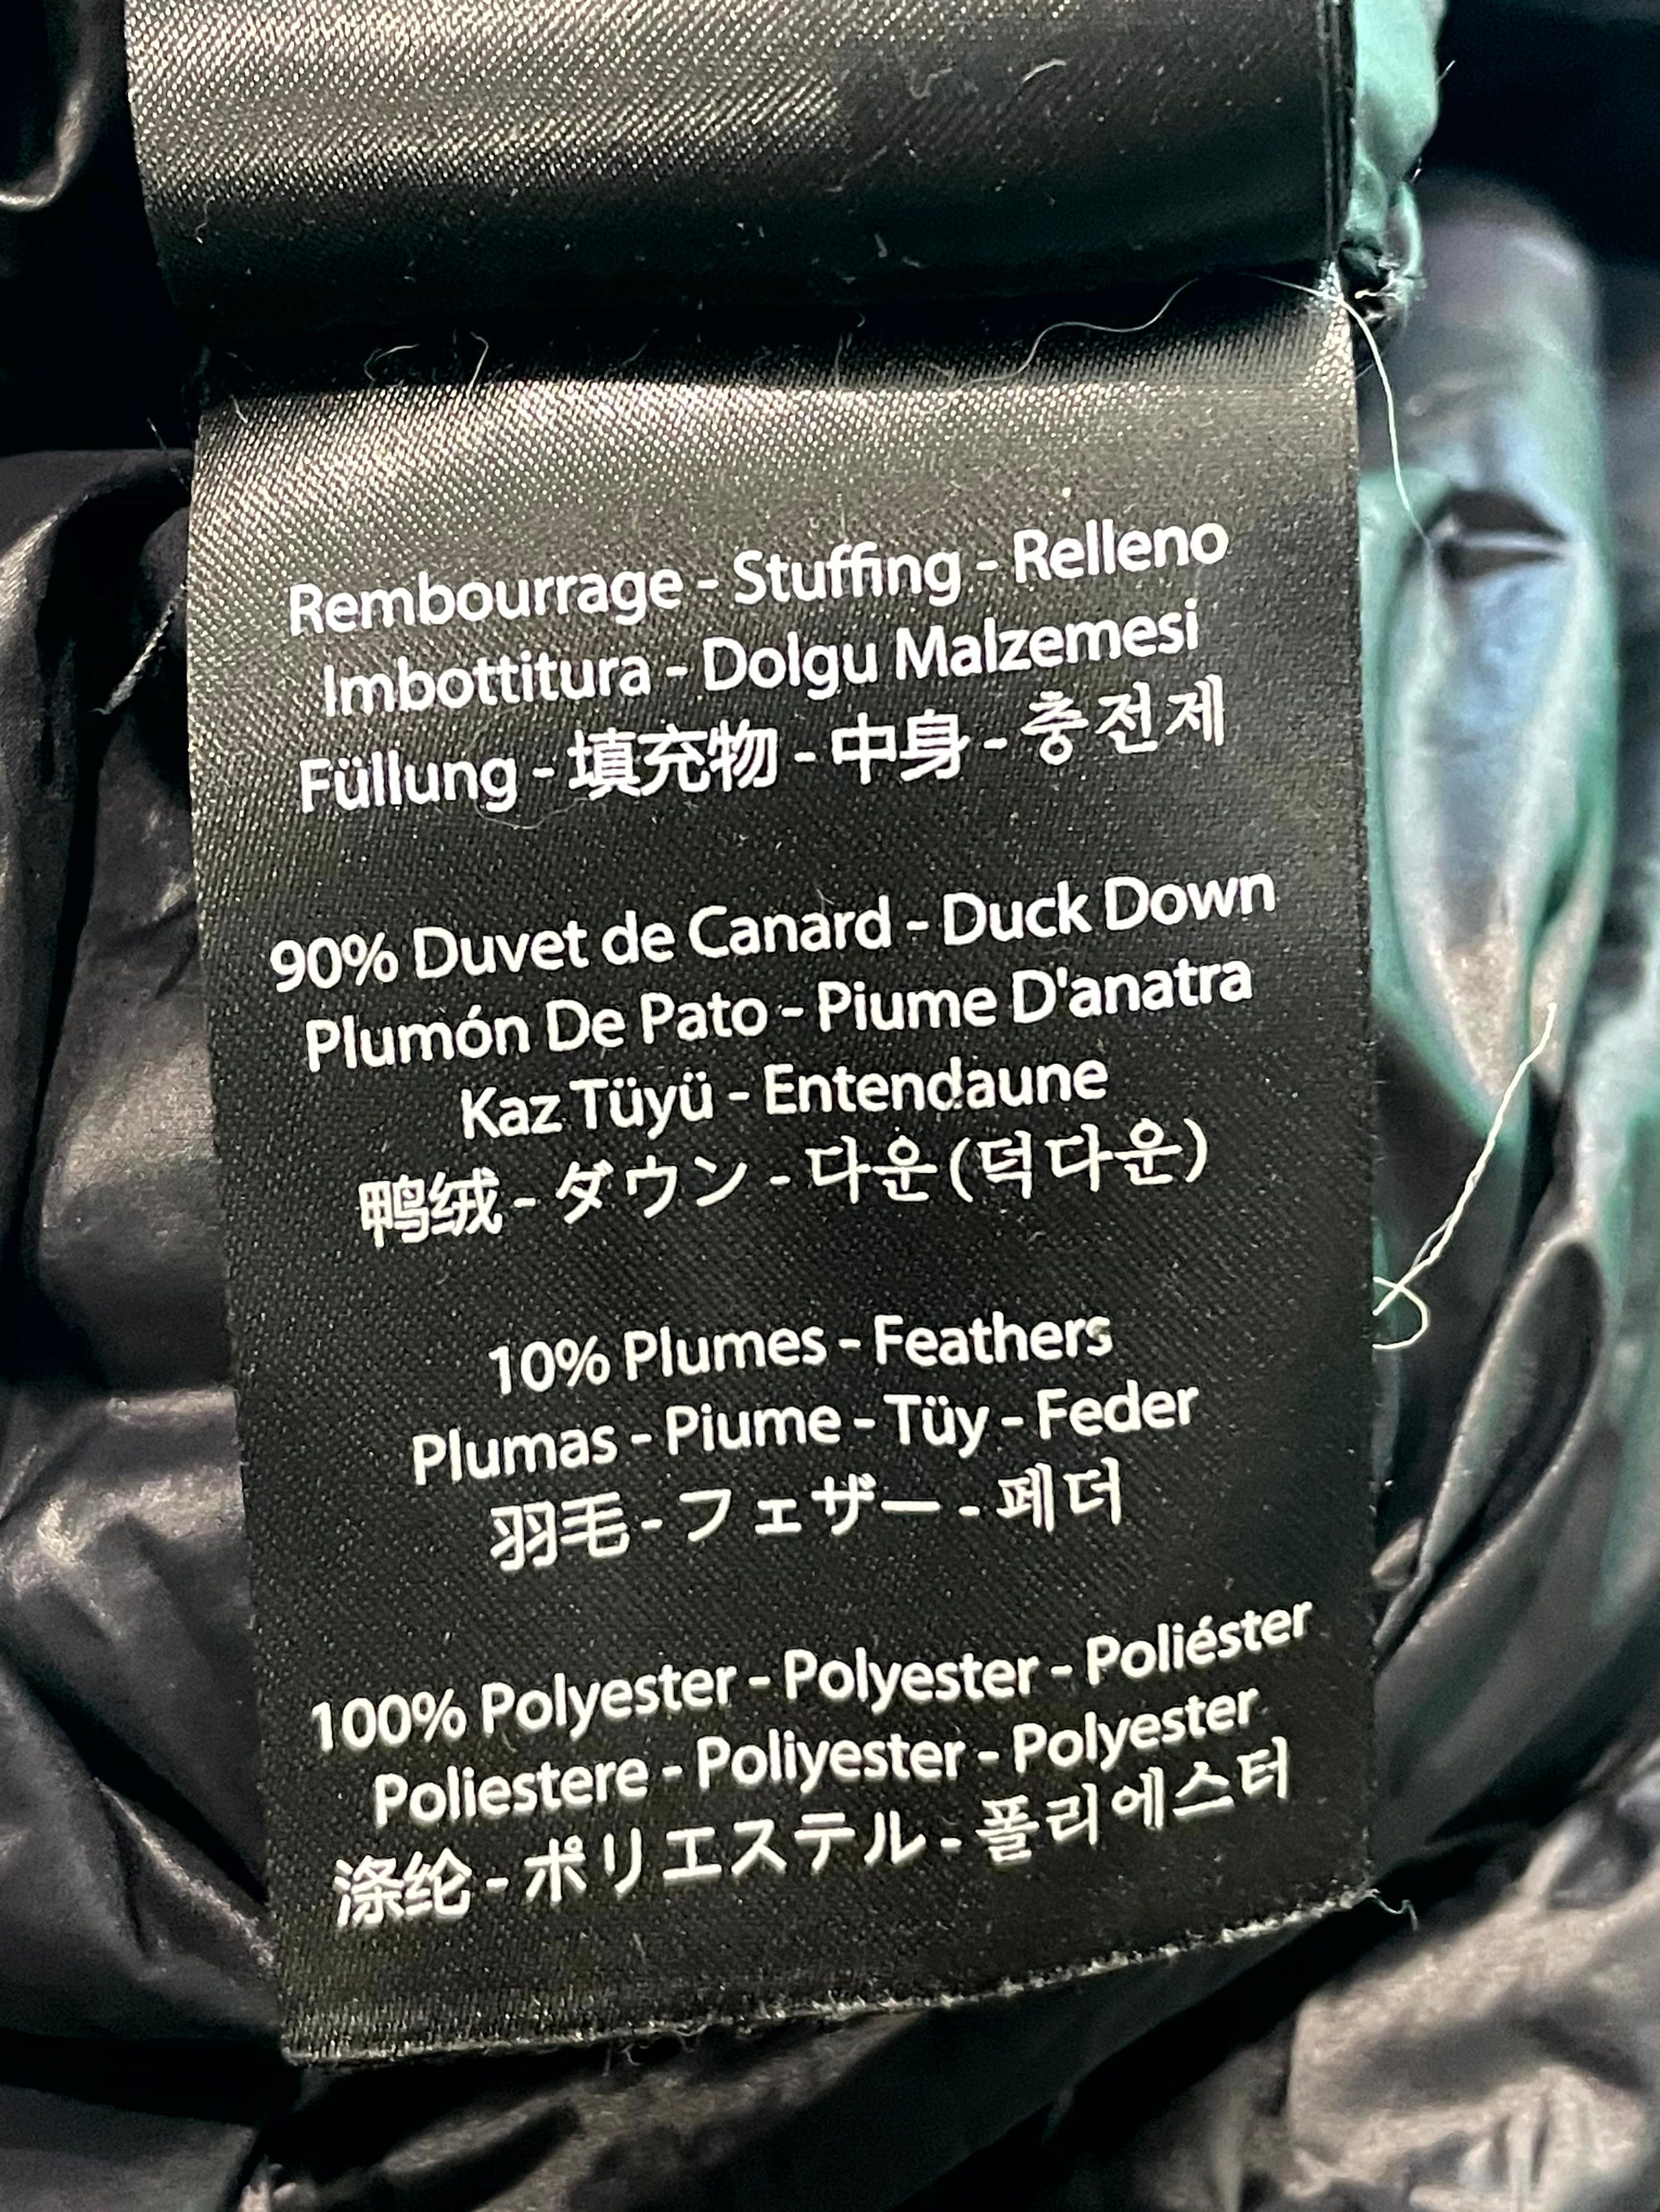 Rembourrage - Stuffing - Relleno
Imbottitura - Dolgu Malzemesi
Füllung - 填充物 - 中身 - 충전제
90% Duvet de Canard - Duck Down
Plumón De Pato - Piume D'anatra
Kaz Tüyü - Entendaune
鸭绒 - ダウン - 다운(덕다운)
10% Plumes - Feathers
Plumas - Piume - Tüy - Feder
羽毛 - フェザー - 페더
100% Polyester - Polyester - Poliéster
Poliestere - Poliyester - Polyester
涤纶 - ポリエステル - 폴리에스터